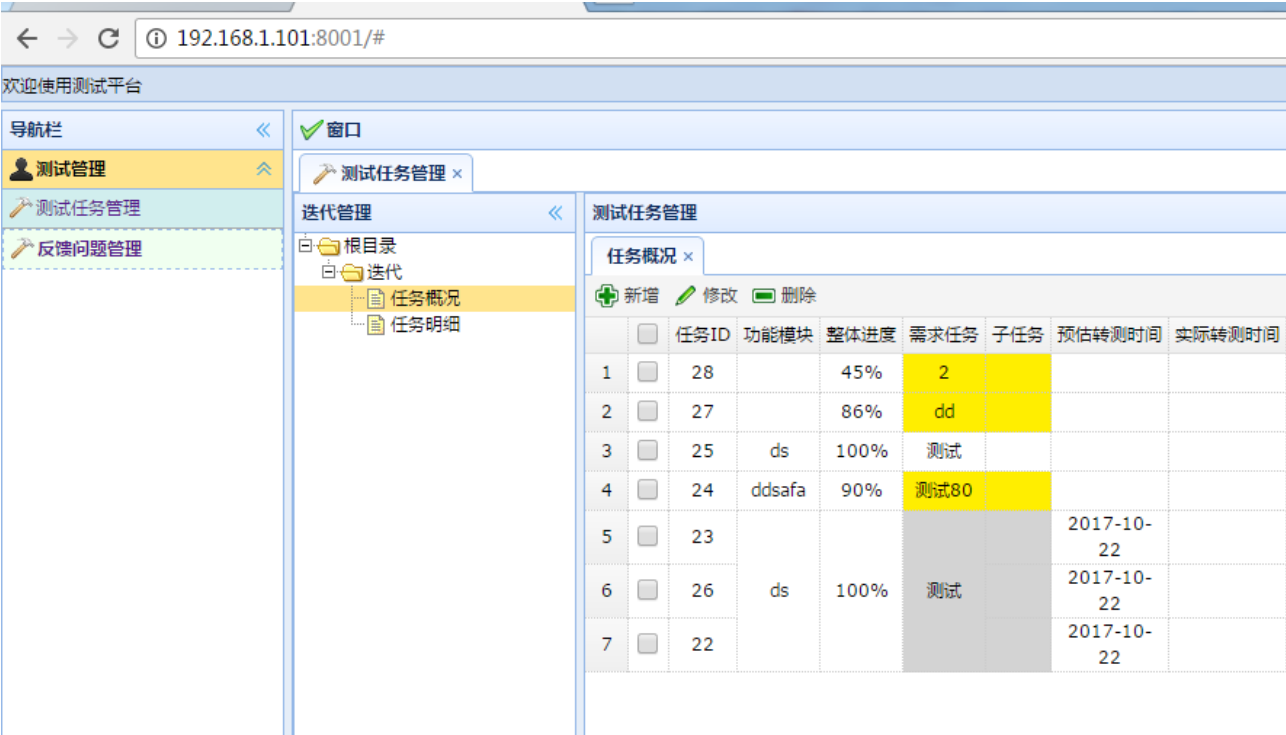 192.168.1.101:8001/#
欢迎使用测试平台
导航栏
窗口
测试管理
测试任务管理
测试任务管理
反馈问题管理
迭代管理
根目录
迭代
任务概况
任务明细
测试任务管理
任务概况
新增 修改 删除
任务ID 功能模块 整体进度 需求任务 子任务 预估转测时间 实际转测时间
1 28 45% 2
2 27 86% dd
3 25 ds 100% 测试
4 24 ddsafa 90% 测试80
5 23 2017-10-
22
6 26 ds 100% 测试 2017-10-
22
7 22 2017-10-
22